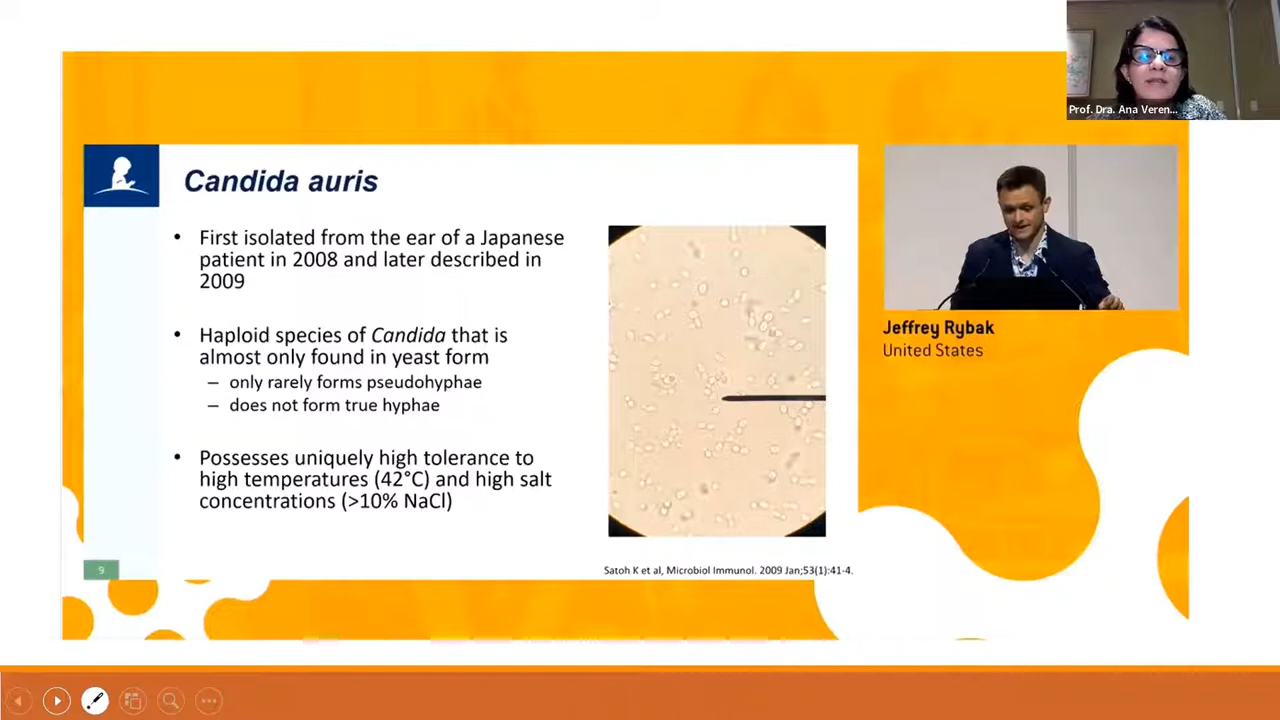 Prof. Dra. Ana Veren...
Candida auris
• First isolated from the ear of a Japanese
patient in 2008 and later described in
2009
• Haploid species of Candida that is
almost only found in yeast form
– only rarely forms pseudohyphae
– does not form true hyphae
• Possesses uniquely high tolerance to
high temperatures (42°C) and high salt
concentrations (>10% NaCl)
9
Satoh K et al, Microbiol Immunol. 2009 Jan;53(1):41-4.
Jeffrey Rybak
United States